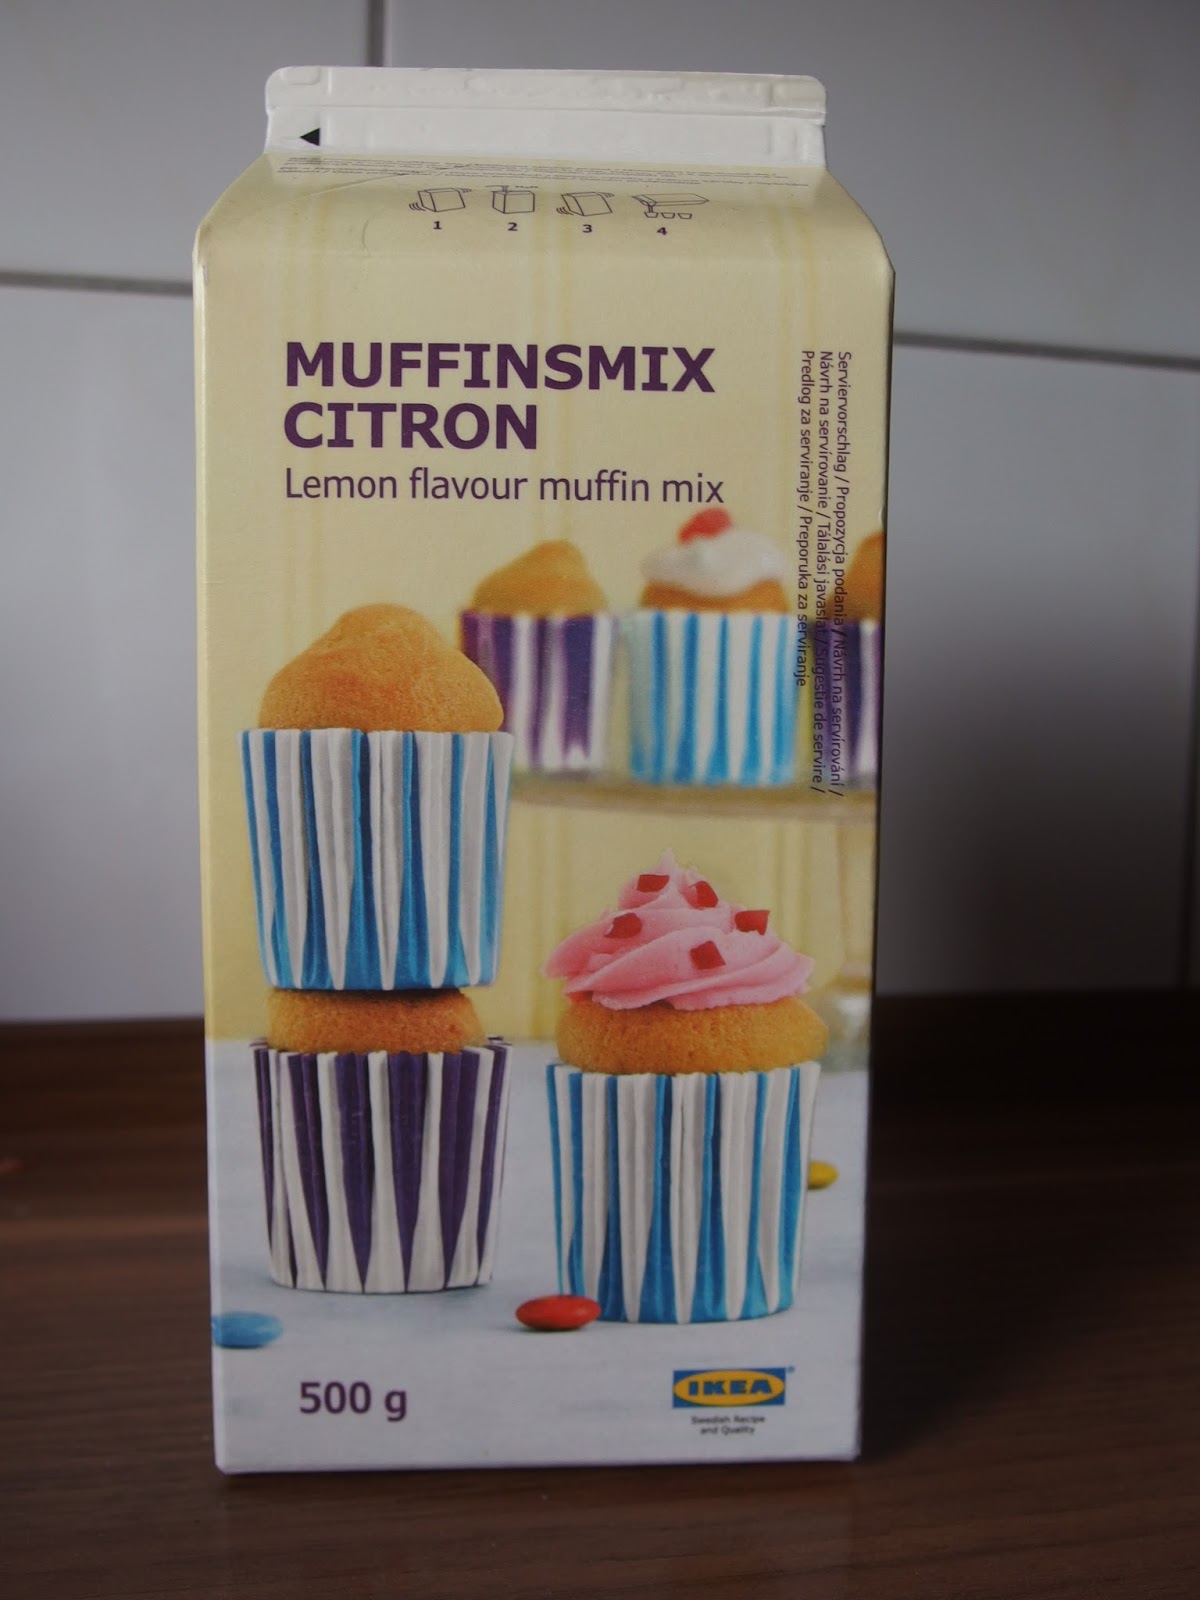 1 2 3 4
MUFFINSMIX
CITRON
Lemon flavour muffin mix
Serviervorschlag / Propozycja podania / Návrh na servírování /
Návrh na servírovanie / Tálalási javaslat / Sugestie de servire /
Predlog za serviranje / Preporuka za serviranje
500 g
IKEA®
Swedish Recipe
and Quality